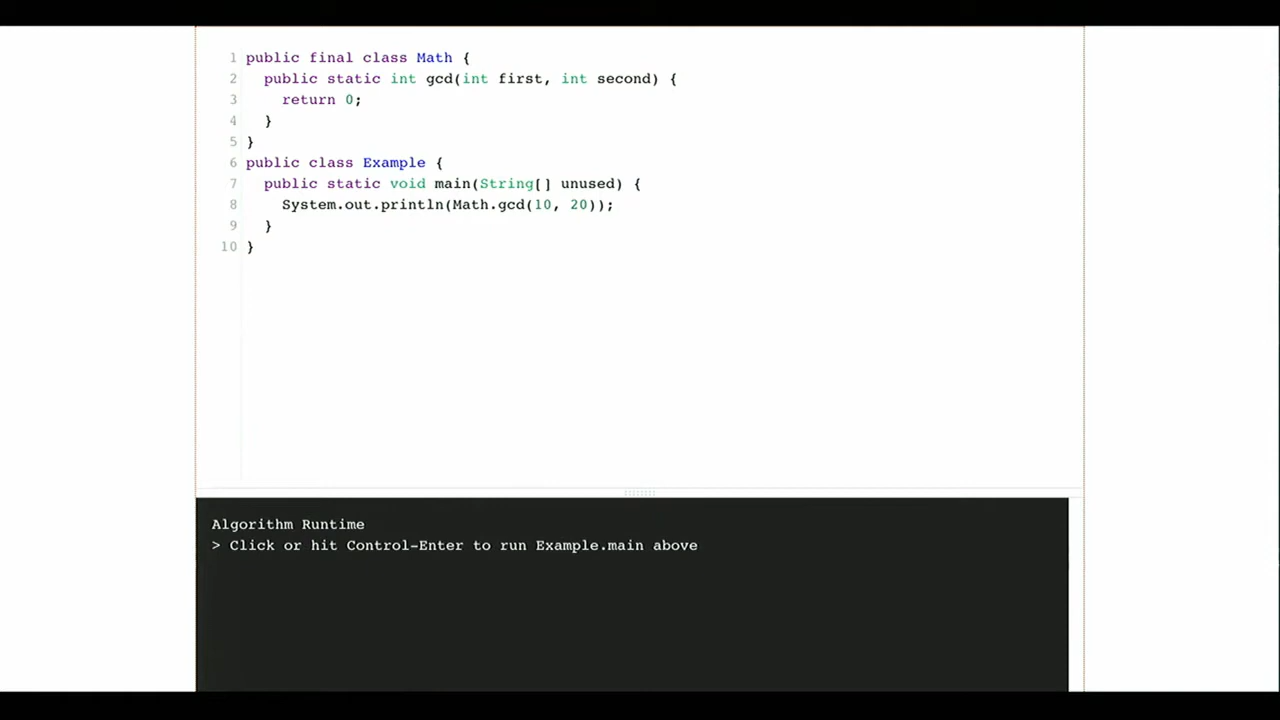 1 public final class Math {
2   public static int gcd(int first, int second) {
3     return 0;
4   }
5 }
6 public class Example {
7   public static void main(String[] unused) {
8     System.out.println(Math.gcd(10, 20));
9   }
10 }
Algorithm Runtime
> Click or hit Control-Enter to run Example.main above